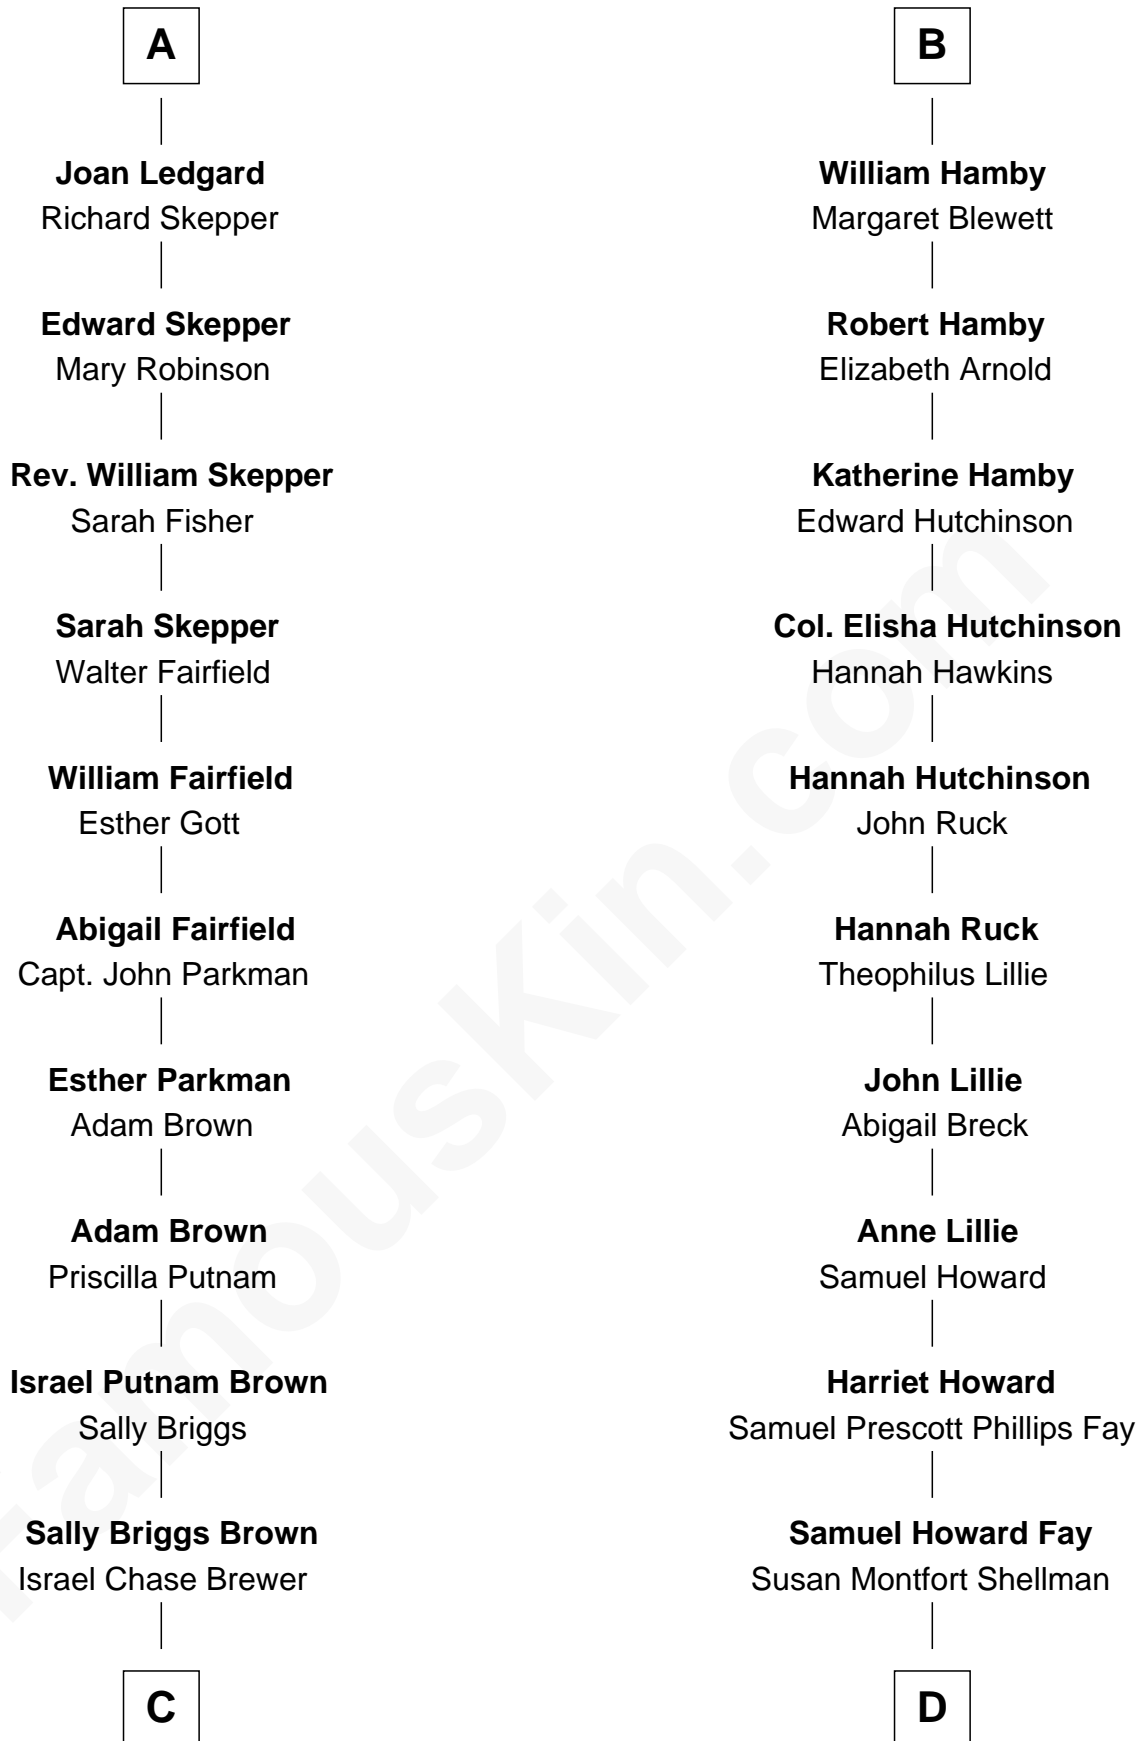 A
Joan Ledgard
Richard Skepper
Edward Skepper
Mary Robinson
Rev. William Skepper
Sarah Fisher
Sarah Skepper
Walter Fairfield
William Fairfield
Esther Gott
Abigail Fairfield
Capt. John Parkman
Esther Parkman
Adam Brown
Adam Brown
Priscilla Putnam
Israel Putnam Brown
Sally Briggs
Sally Briggs Brown
Israel Chase Brewer
C
B
William Hamby
Margaret Blewett
Robert Hamby
Elizabeth Arnold
Katherine Hamby
Edward Hutchinson
Col. Elisha Hutchinson
Hannah Hawkins
Hannah Hutchinson
John Ruck
Hannah Ruck
Theophilus Lillie
John Lillie
Abigail Breck
Anne Lillie
Samuel Howard
Harriet Howard
Samuel Prescott Phillips Fay
Samuel Howard Fay
Susan Montfort Shellman
D
FamousKin.com